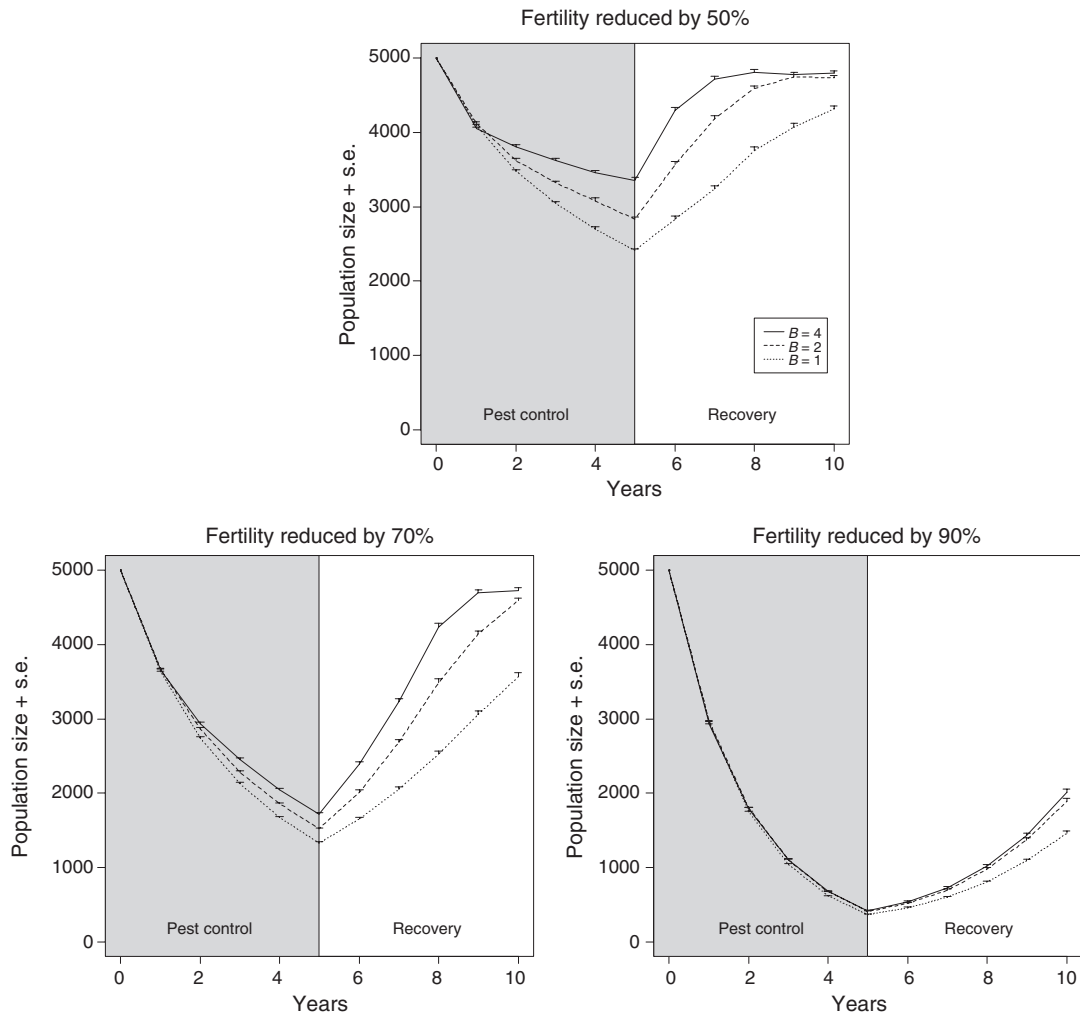 Fertility reduced by 50%
Population size + s.e.
5000
4000
3000
2000
1000
0
B = 4
B = 2
B = 1
Pest control
Recovery
0 2 4 6 8 10
Years
Fertility reduced by 70%
Population size + s.e.
5000
4000
3000
2000
1000
0
Pest control
Recovery
0 2 4 6 8 10
Years
Fertility reduced by 90%
Population size + s.e.
5000
4000
3000
2000
1000
0
Pest control
Recovery
0 2 4 6 8 10
Years